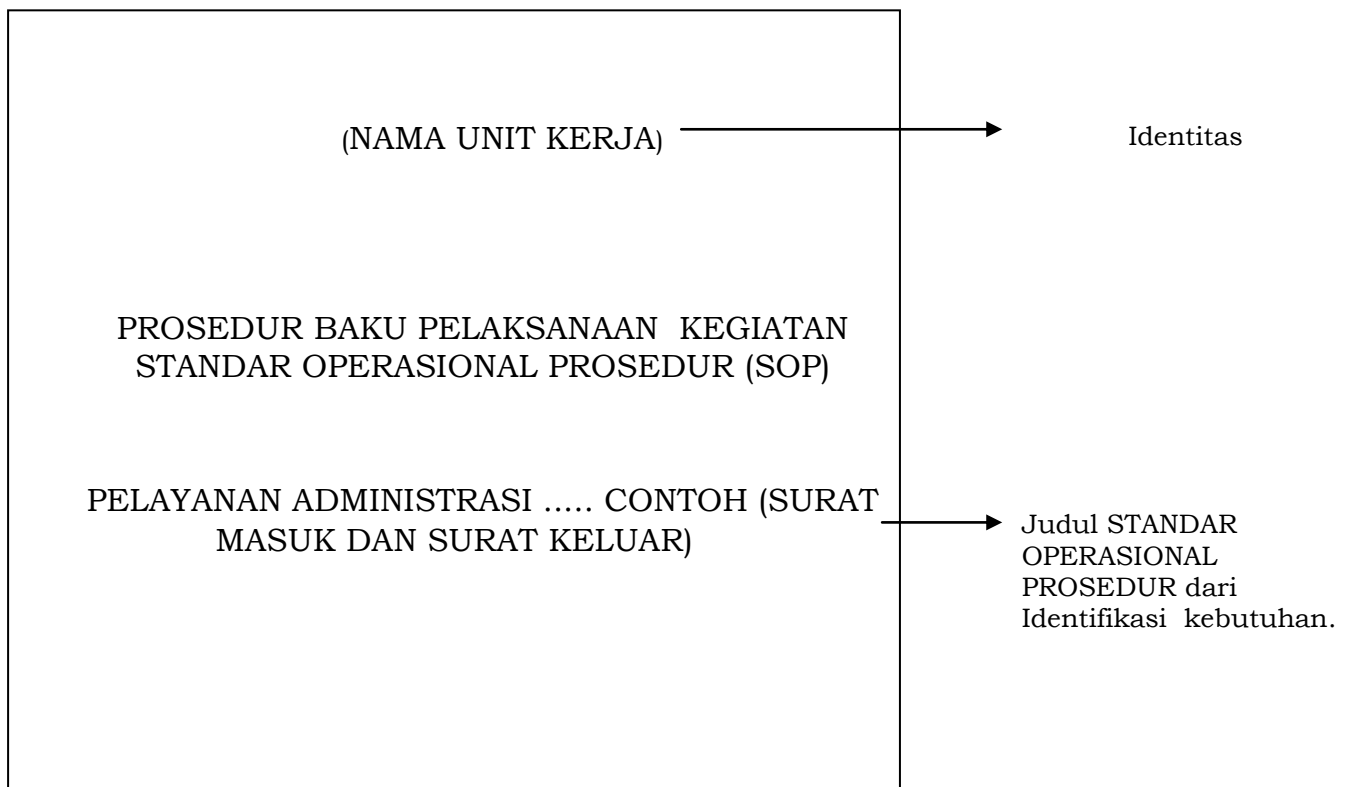 (NAMA UNIT KERJA)
Identitas
PROSEDUR BAKU PELAKSANAAN KEGIATAN
STANDAR OPERASIONAL PROSEDUR (SOP)
PELAYANAN ADMINISTRASI ..... CONTOH (SURAT
MASUK DAN SURAT KELUAR)
Judul STANDAR
OPERASIONAL
PROSEDUR dari
Identifikasi kebutuhan.